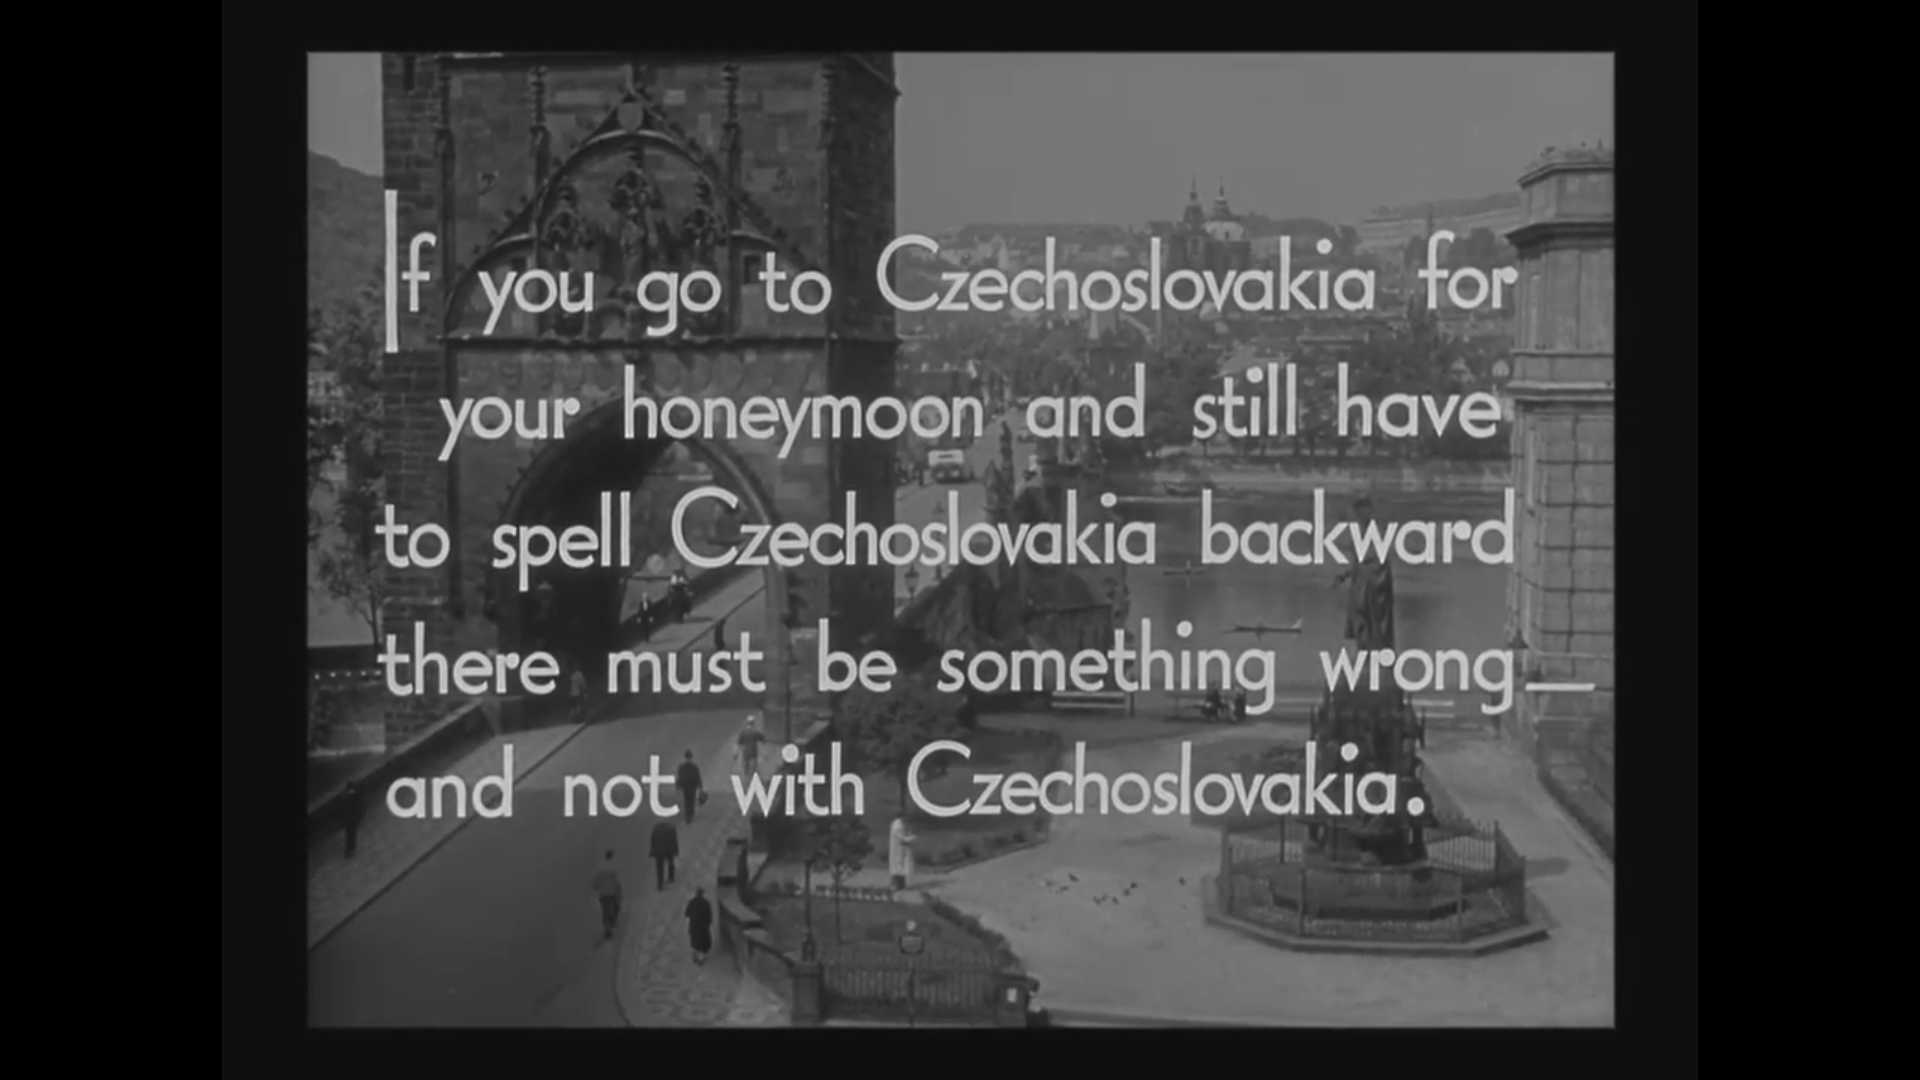 If you go to Czechoslovakia for
your honeymoon and still have
to spell Czechoslovakia backward
there must be something wrong—
and not with Czechoslovakia.